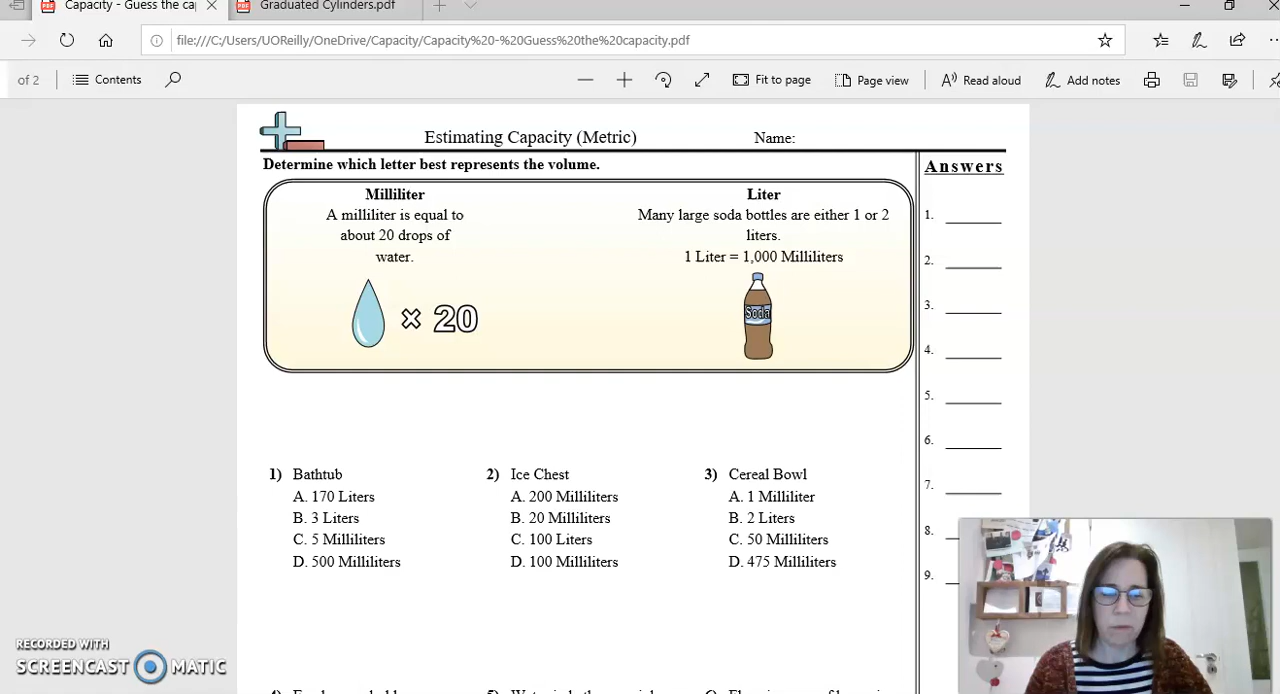 Capacity - Guess the ca
Graduated Cylinders.pdf
file:///C:/Users/UOReilly/OneDrive/Capacity/Capacity%20-%20Guess%20the%20capacity.pdf
of 2
Contents
Fit to page
Page view
Read aloud
Add notes
Estimating Capacity (Metric)
Name:
Determine which letter best represents the volume.
Answers
Milliliter
A milliliter is equal to
about 20 drops of
water.
× 20
Liter
Many large soda bottles are either 1 or 2
liters.
1 Liter = 1,000 Milliliters
Soda
1.
2.
3.
4.
5.
6.
7.
8.
9.
1) Bathtub
A. 170 Liters
B. 3 Liters
C. 5 Milliliters
D. 500 Milliliters
2) Ice Chest
A. 200 Milliliters
B. 20 Milliliters
C. 100 Liters
D. 100 Milliliters
3) Cereal Bowl
A. 1 Milliliter
B. 2 Liters
C. 50 Milliliters
D. 475 Milliliters
RECORDED WITH
SCREENCAST MATIC